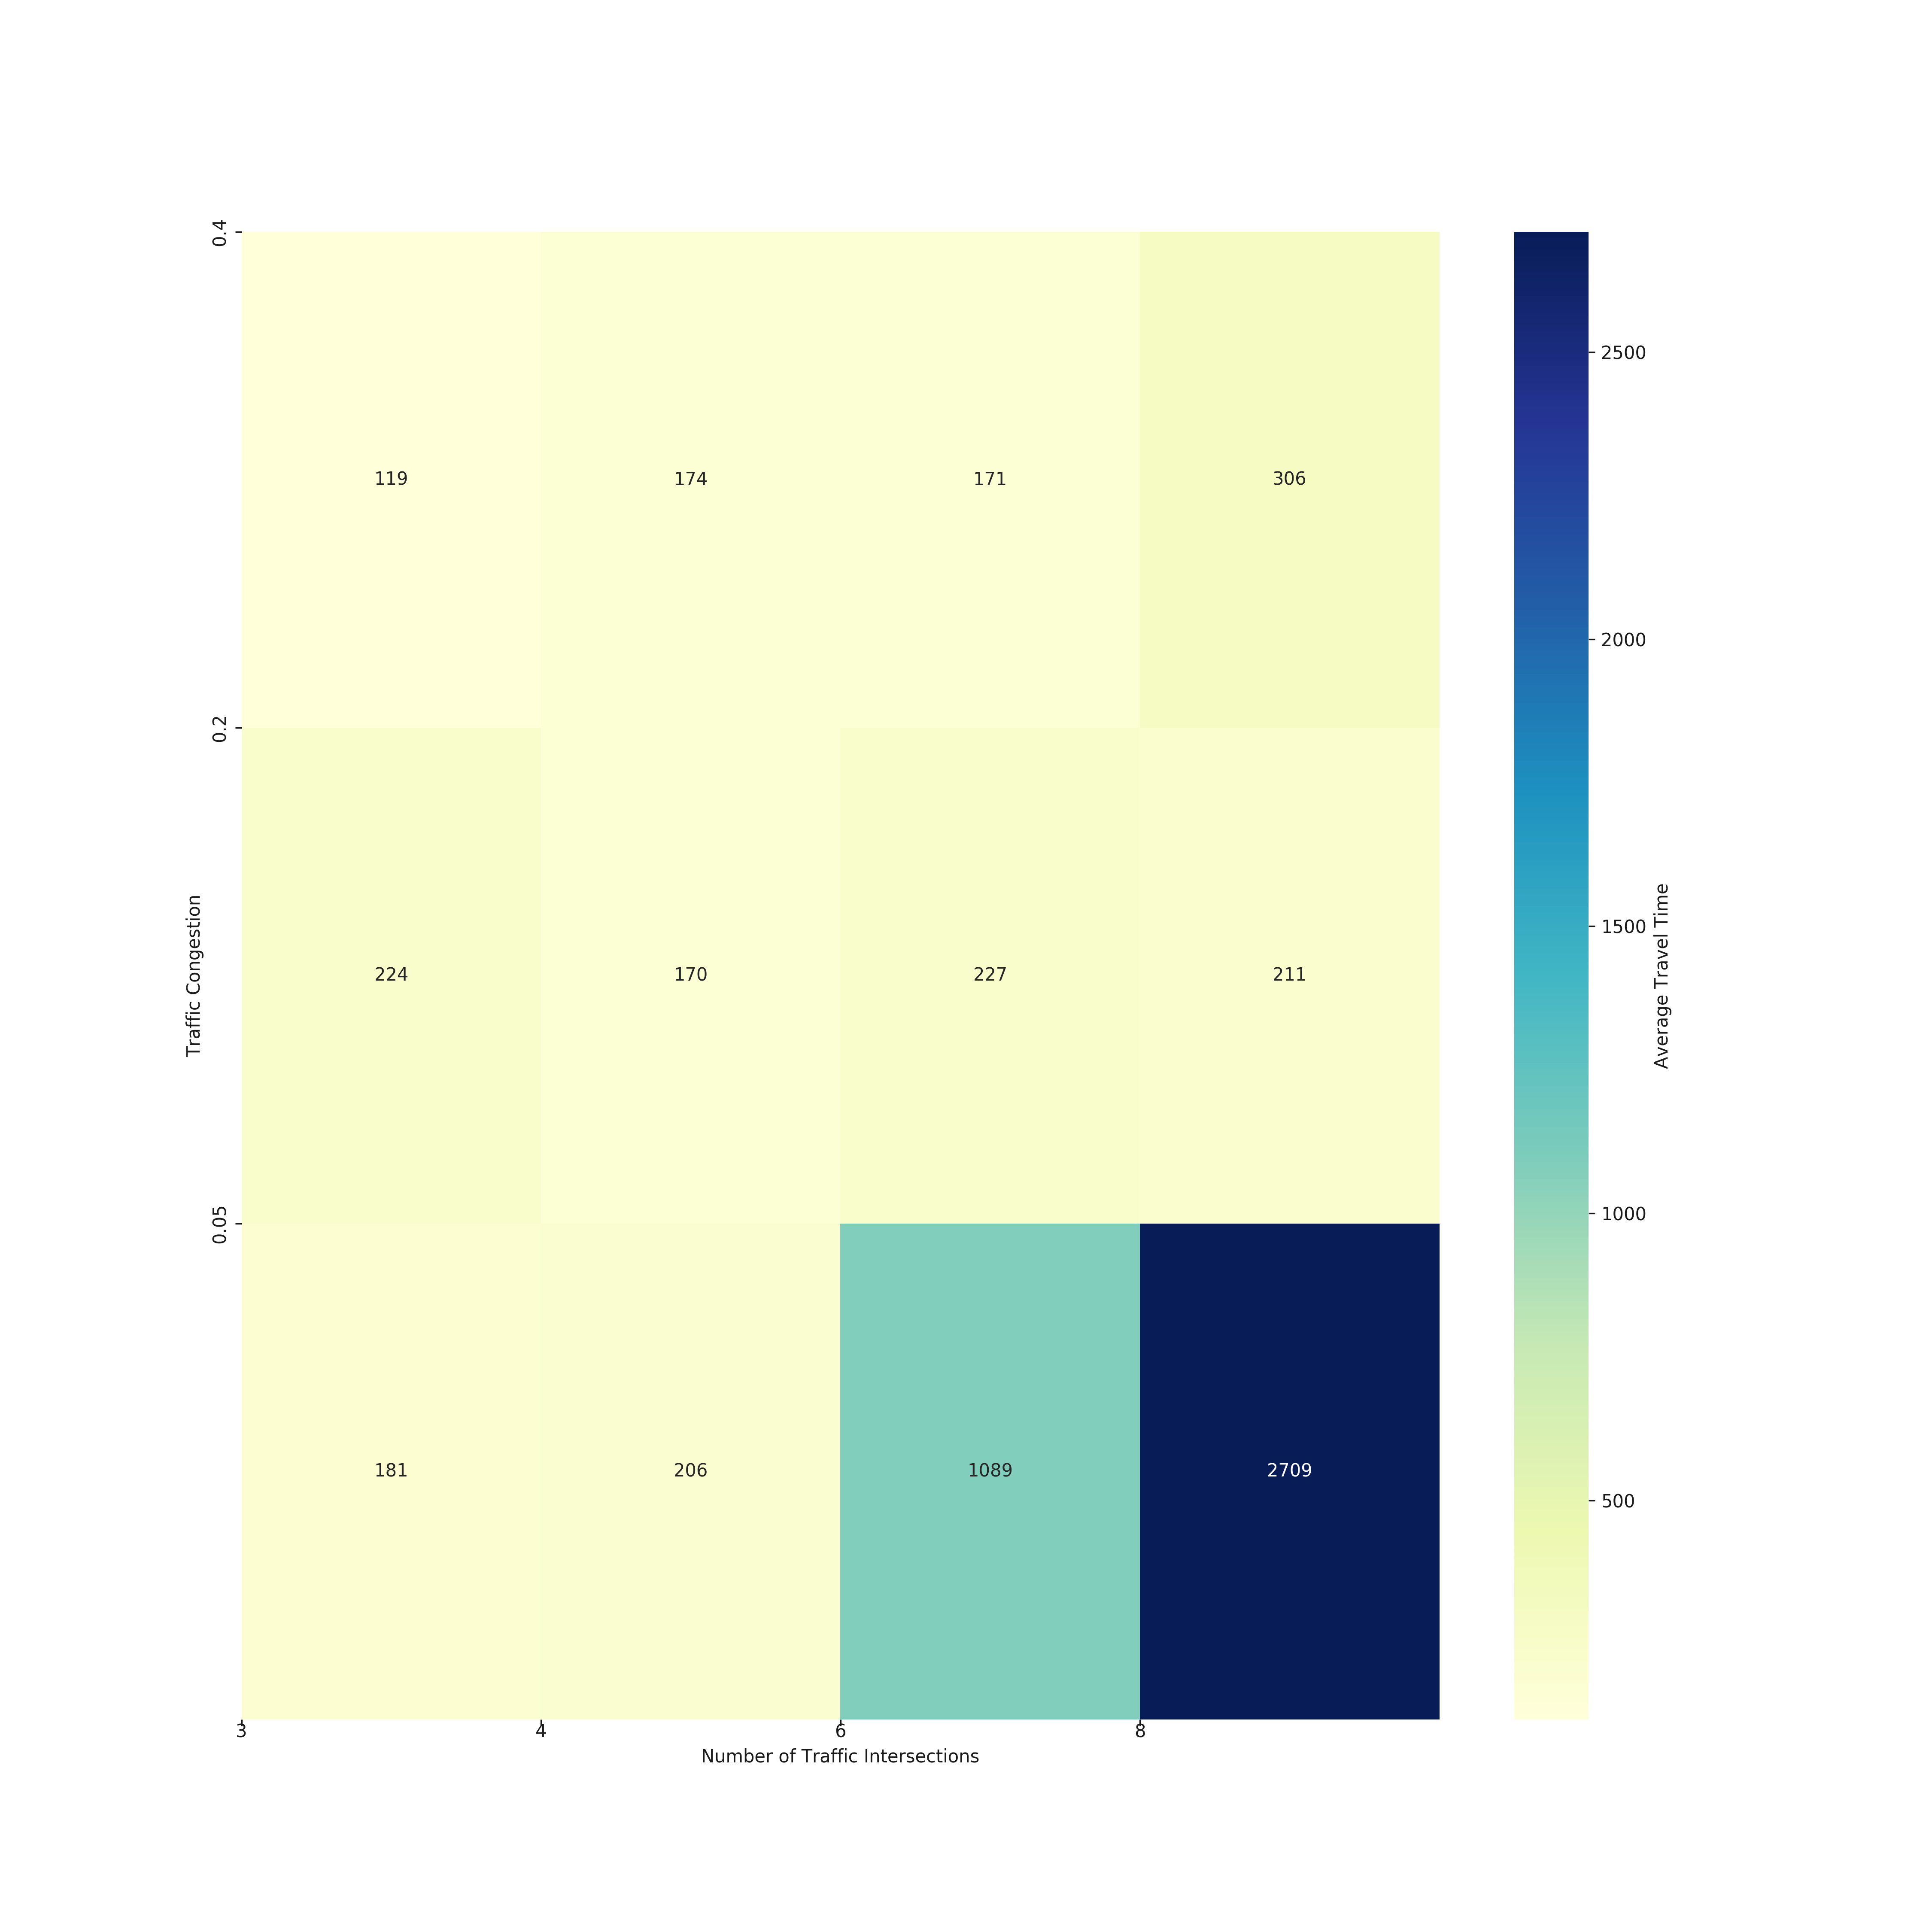 0.4
0.2
0.05
Traffic Congestion
119 174 171 306
224 170 227 211
181 206 1089 2709
3 4 6 8
Number of Traffic Intersections
2500
2000
1500
1000
500
Average Travel Time